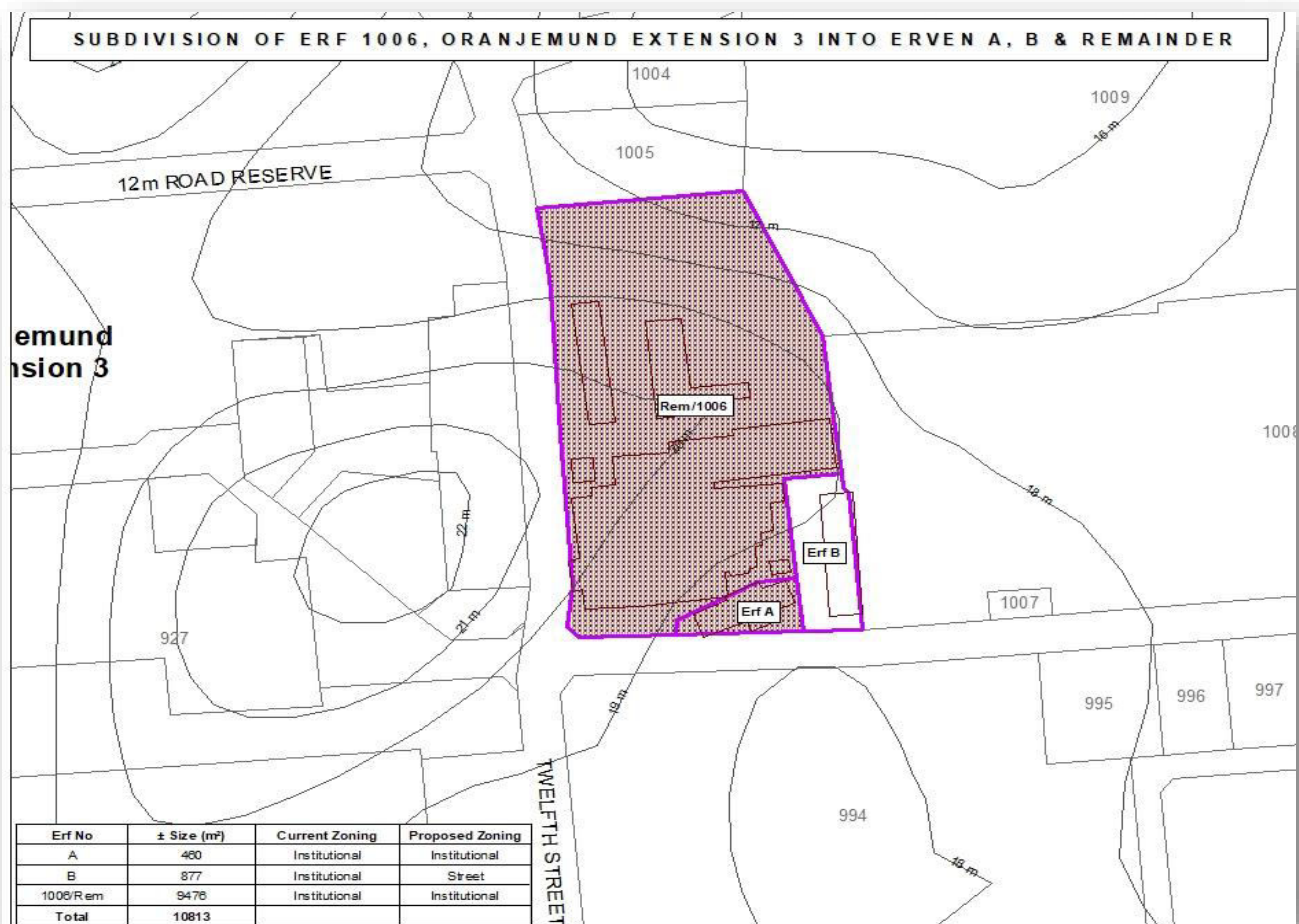 SUBDIVISION OF ERF 1006, ORANJEMUND EXTENSION 3 INTO ERVEN A, B & REMAINDER
1004
1009
16 m
1005
12m ROAD RESERVE
emund
nsion 3
Rem/1006
1008
18 m
22 m
Erf B
21 m
1007
Erf A
927
19 m
995
996
997
994
18 m
TWELFTH STREET
Erf No ± Size (m²) Current Zoning Proposed Zoning
A 460 Institutional Institutional
B 877 Institutional Street
1006/Rem 9476 Institutional Institutional
Total 10813